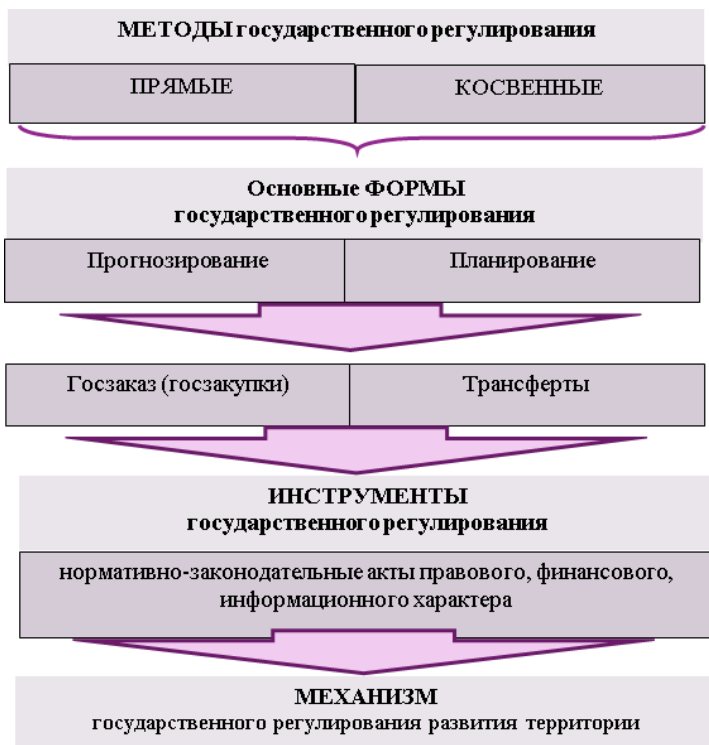 МЕТОДЫ государственного регулирования
ПРЯМЫЕ
КОСВЕННЫЕ
Основные ФОРМЫ
государственного регулирования
Прогнозирование
Планирование
Госзаказ (госзакупки)
Трансферты
ИНСТРУМЕНТЫ
государственного регулирования
нормативно-законодательные акты правового, финансового,
информационного характера
МЕХАНИЗМ
государственного регулирования развития территории